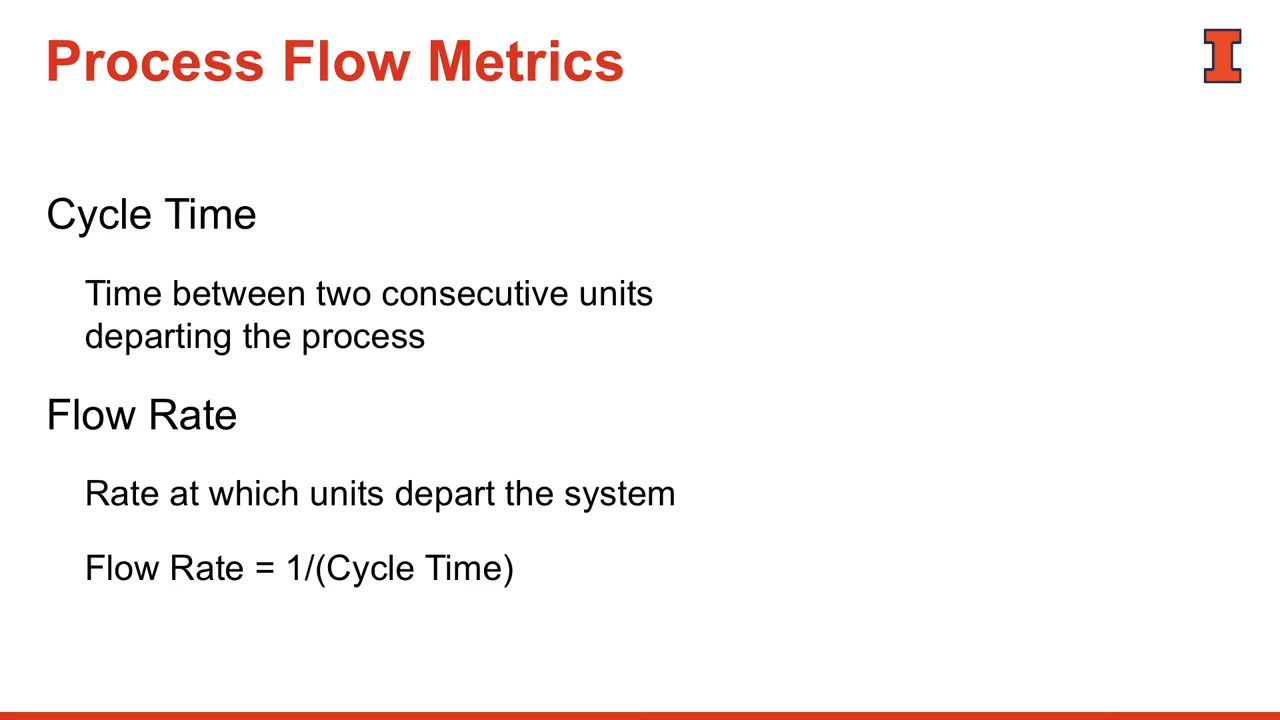 Process Flow Metrics
Cycle Time
Time between two consecutive units
departing the process
Flow Rate
Rate at which units depart the system
Flow Rate = 1/(Cycle Time)